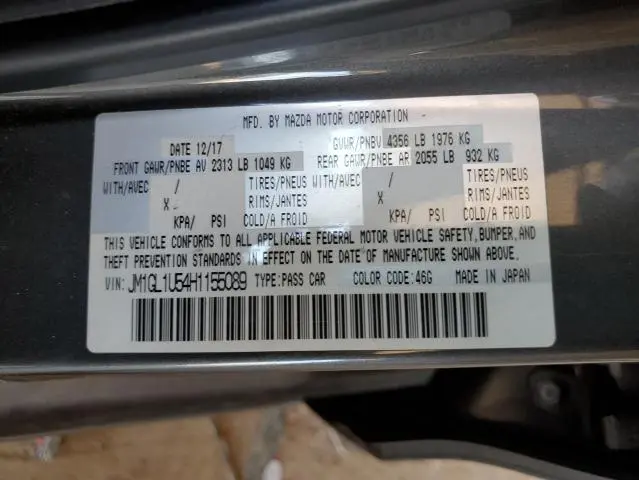 MFD. BY MAZDA MOTOR CORPORATION
DATE 12/17 GVWR/PNBV 4356 LB 1976 KG
FRONT GAWR/PNBE AV 2313 LB 1049 KG REAR GAWR/PNBE AR 2055 LB 932 KG
WITH/AVEC / TIRES/PNEUS WITH/AVEC / TIRES/PNEUS
X - RIMS/JANTES X RIMS/JANTES
KPA/ PSI COLD/A FROID KPA/ PSI COLD/A FROID
THIS VEHICLE CONFORMS TO ALL APPLICABLE FEDERAL MOTOR VEHICLE SAFETY, BUMPER, AND
THEFT PREVENTION STANDARDS IN EFFECT ON THE DATE OF MANUFACTURE SHOWN ABOVE.
VIN: JM1GL1U54H1155089 TYPE: PASS CAR COLOR CODE: 46G MADE IN JAPAN